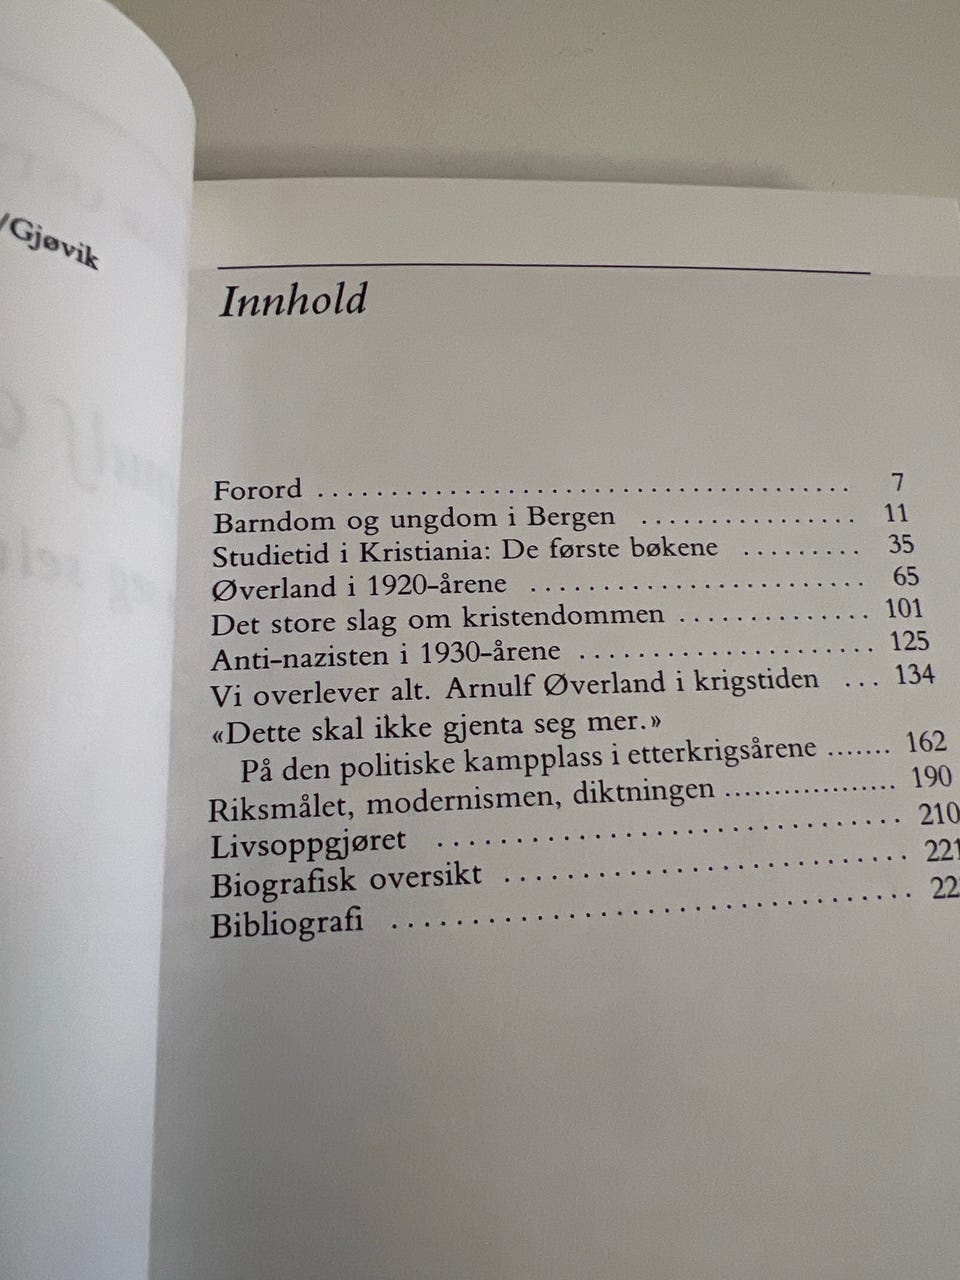 /Gjøvik
Innhold
Forord ........................................ 7
Barndom og ungdom i Bergen ................ 11
Studietid i Kristiania: De første bøkene ......... 35
Øverland i 1920-årene ......................... 65
Det store slag om kristendommen .............. 101
Anti-nazisten i 1930-årene ...................... 125
Vi overlever alt. Arnulf Øverland i krigstiden ... 134
«Dette skal ikke gjenta seg mer.»
På den politiske kampplass i etterkrigsårene ....... 162
Riksmålet, modernismen, diktningen .................. 190
Livsoppgjøret ............................... 210
Biografisk oversikt ........................... 221
Bibliografi .................................. 22